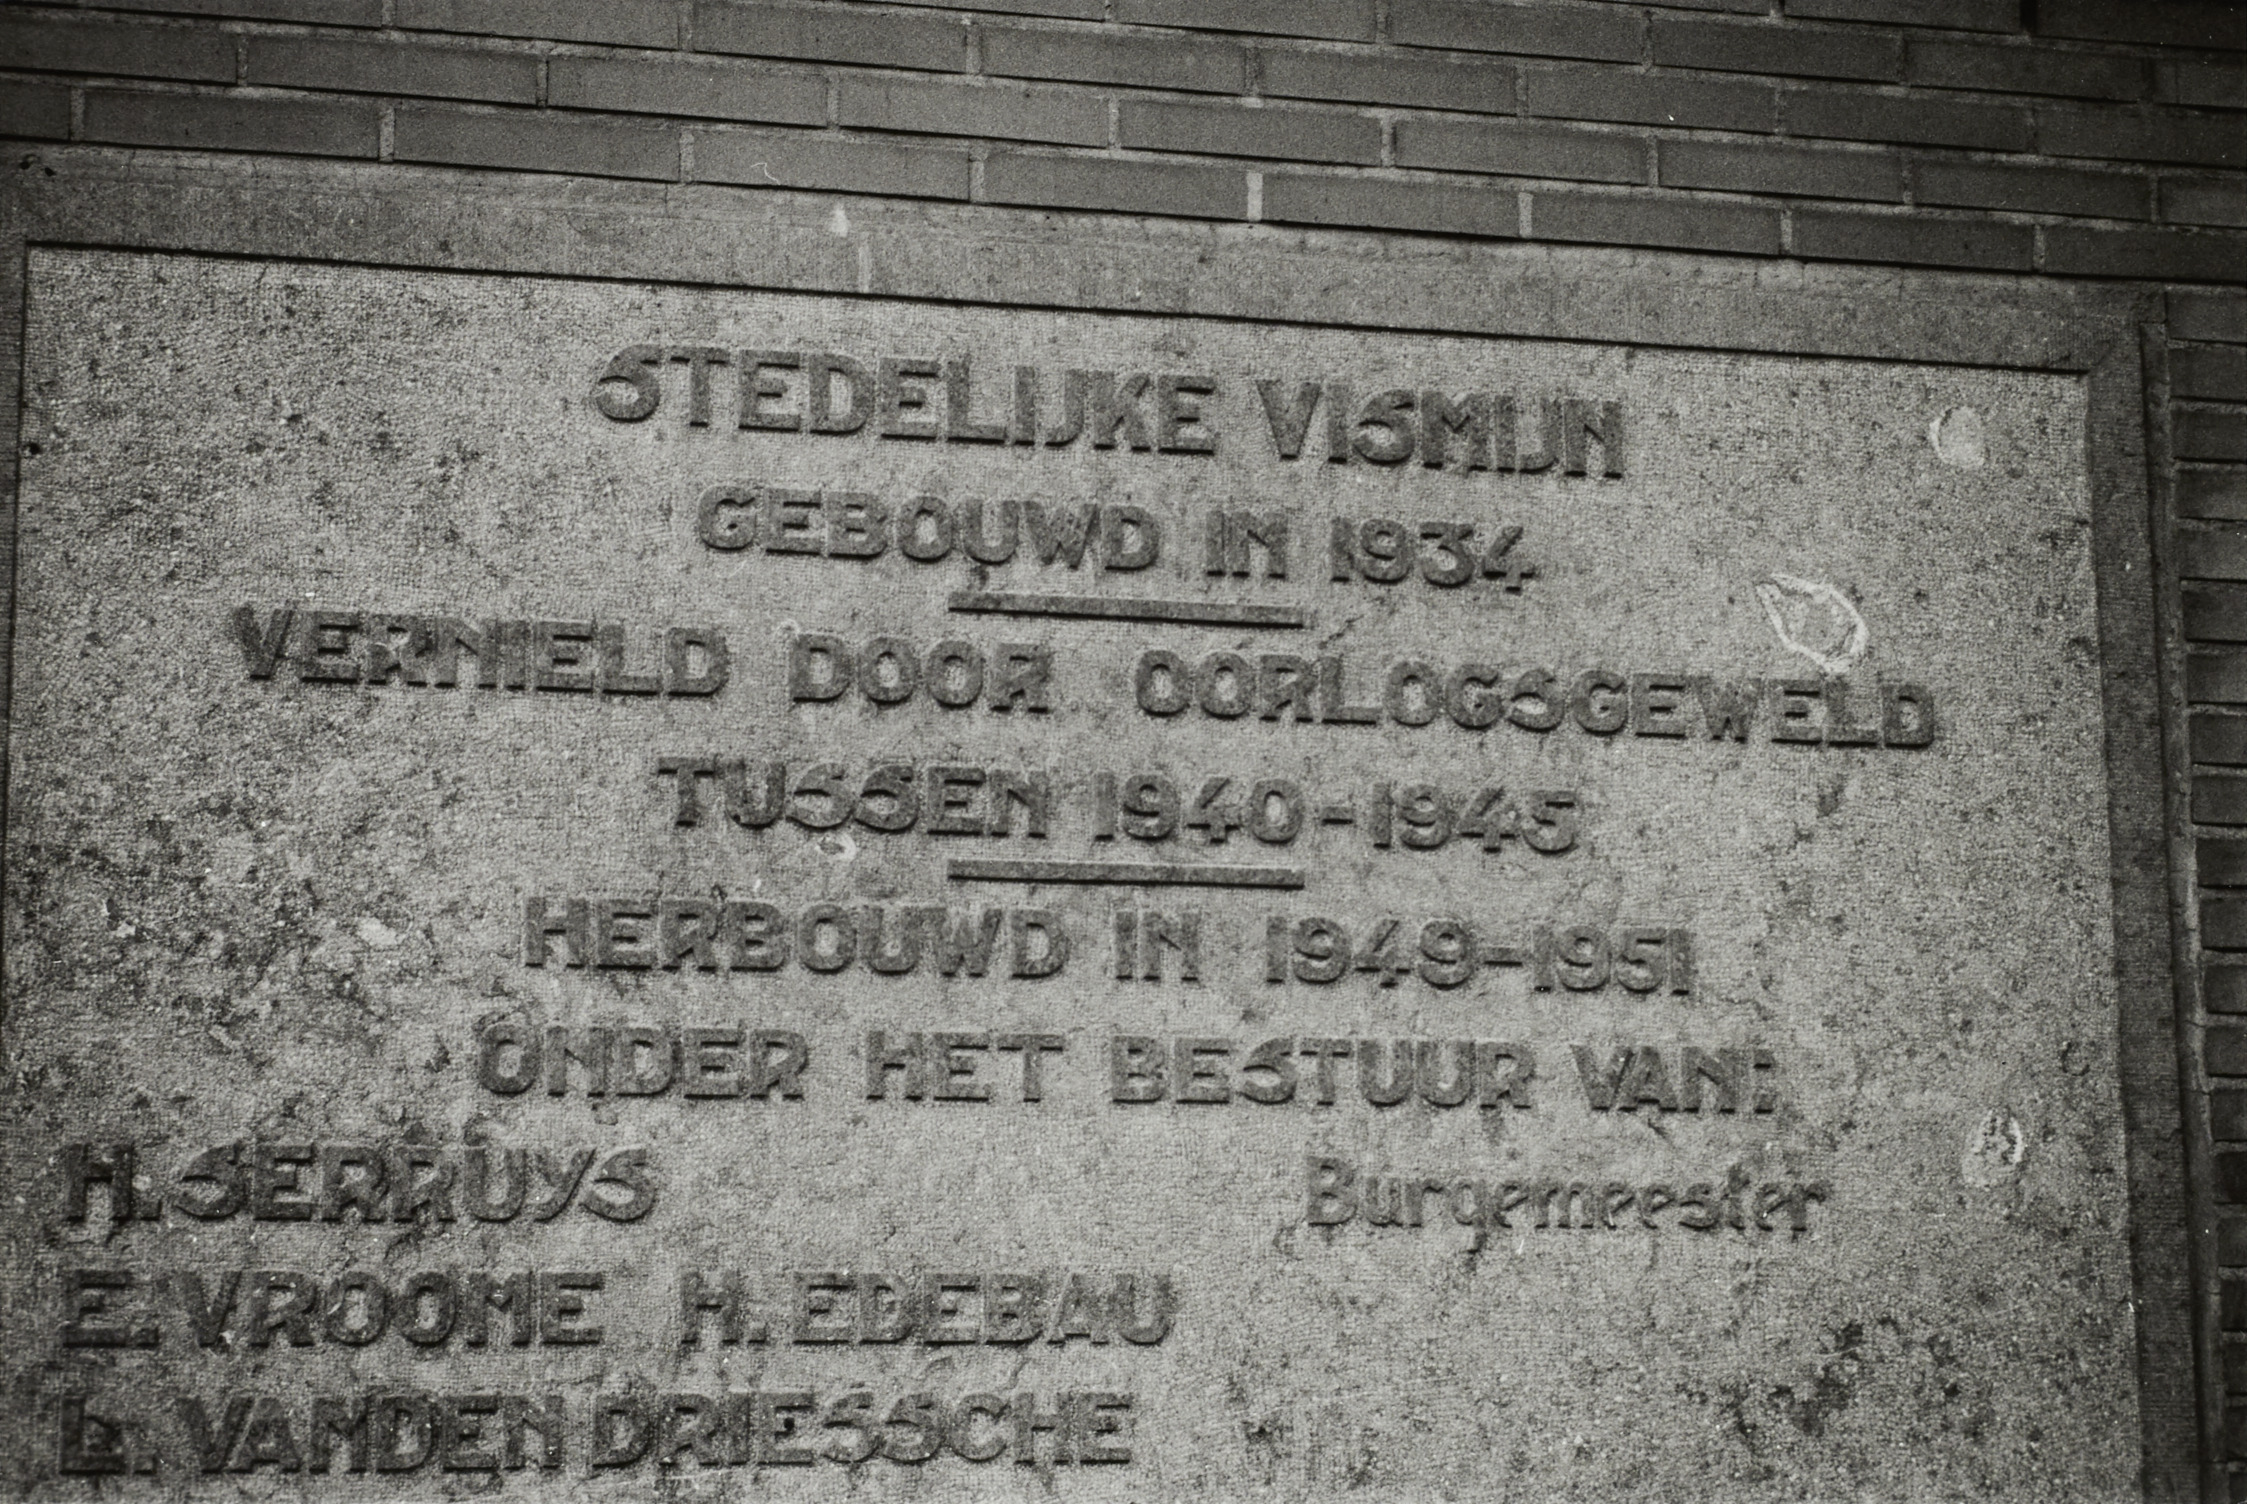 STEDELIJKE VISMIJN
GEBOUWD IN 1934
VERNIELD DOOR OORLOGSGEWELD
TUSSEN 1940-1945
HERBOUWD IN 1949-1951
ONDER HET BESTUUR VAN:
H. SERRUYS Burgemeester
E. VROOME H. EDEBAU
L. VANDEN DRIESSCHE